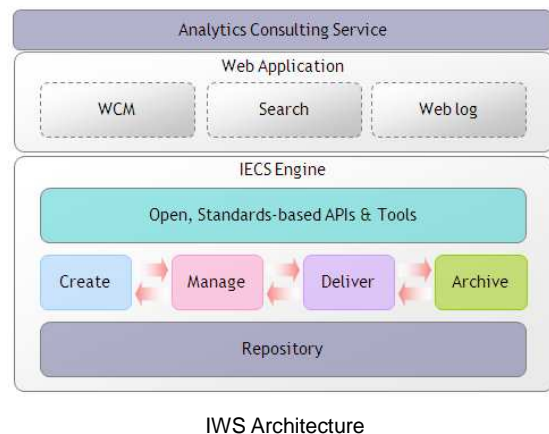 Analytics Consulting Service
Web Application
WCM Search Web log
IECS Engine
Open, Standards-based APIs & Tools
Create Manage Deliver Archive
Repository
IWS Architecture